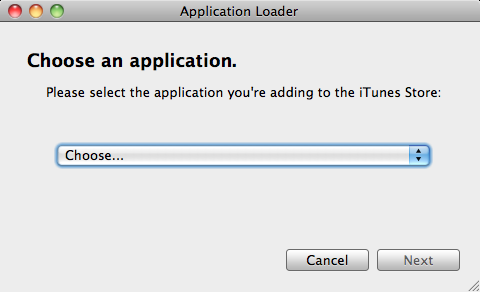 Application Loader
Choose an application.
Please select the application you're adding to the iTunes Store:
Choose...
Cancel
Next